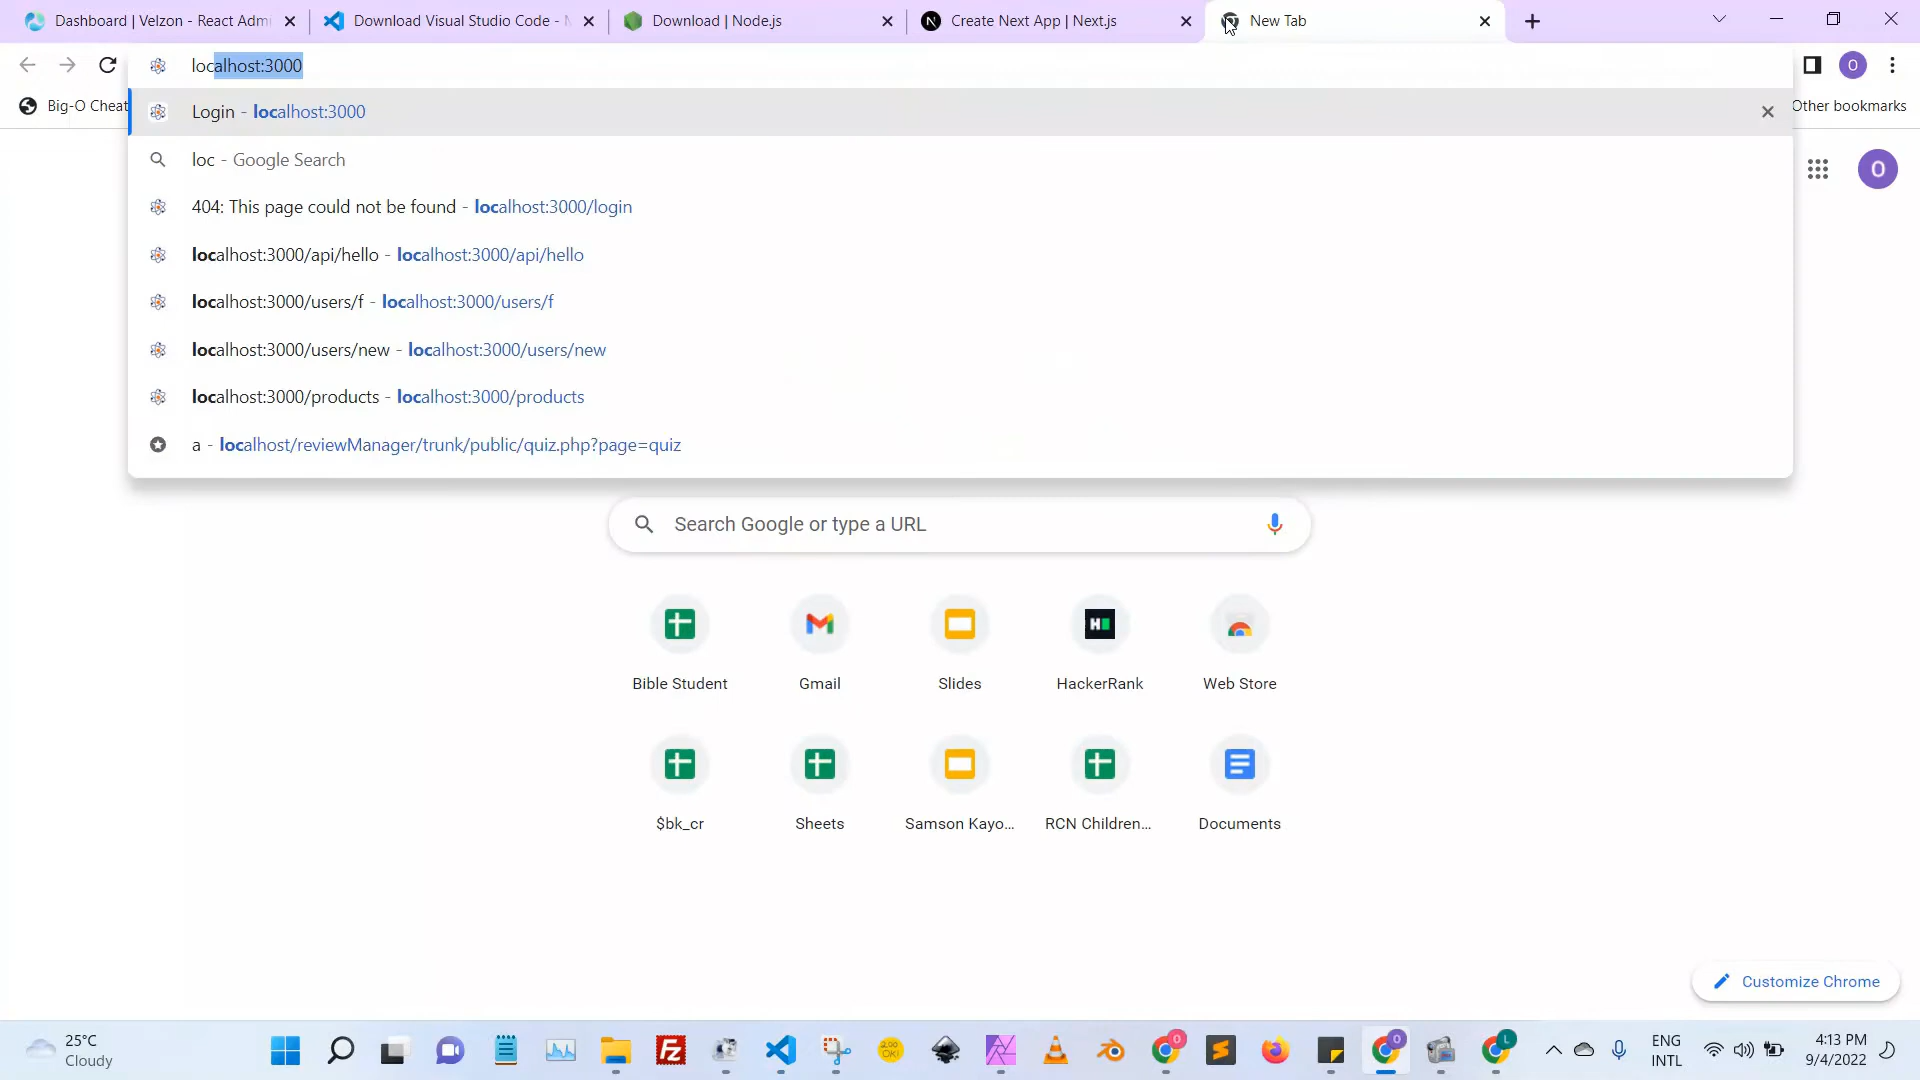 Dashboard | Velzon - React Admi
Download Visual Studio Code - M
Download | Node.js
Create Next App | Next.js
New Tab
localhost:3000
O
Big-O Cheat
Other bookmarks
Login - localhost:3000
loc - Google Search
404: This page could not be found - localhost:3000/login
localhost:3000/api/hello - localhost:3000/api/hello
localhost:3000/users/f - localhost:3000/users/f
localhost:3000/users/new - localhost:3000/users/new
localhost:3000/products - localhost:3000/products
a - localhost/reviewManager/trunk/public/quiz.php?page=quiz
O
Search Google or type a URL
Bible Student
Gmail
Slides
HackerRank
Web Store
$bk_cr
Sheets
Samson Kayo...
RCN Children...
Documents
Customize Chrome
25°C
Cloudy
ENG
INTL
4:13 PM
9/4/2022